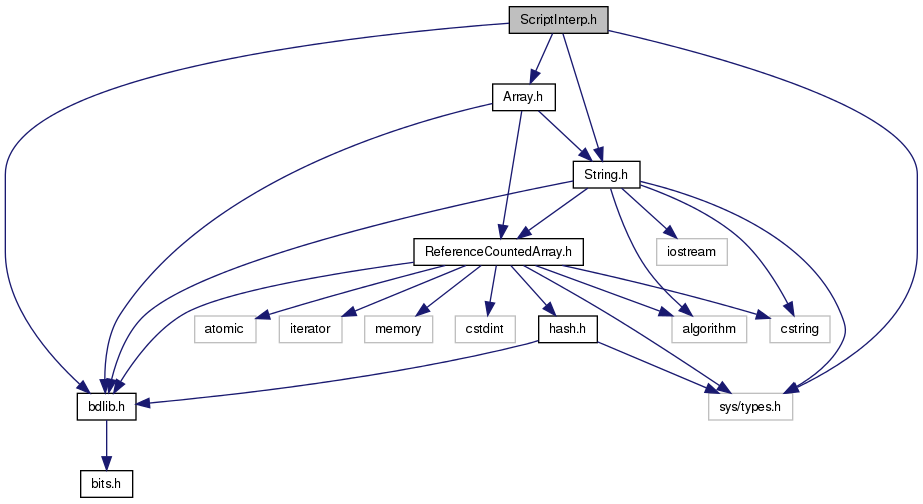 ScriptInterp.h
Array.h
String.h
ReferenceCountedArray.h
iostream
atomic
iterator
memory
cstdint
hash.h
algorithm
cstring
bdlib.h
sys/types.h
bits.h